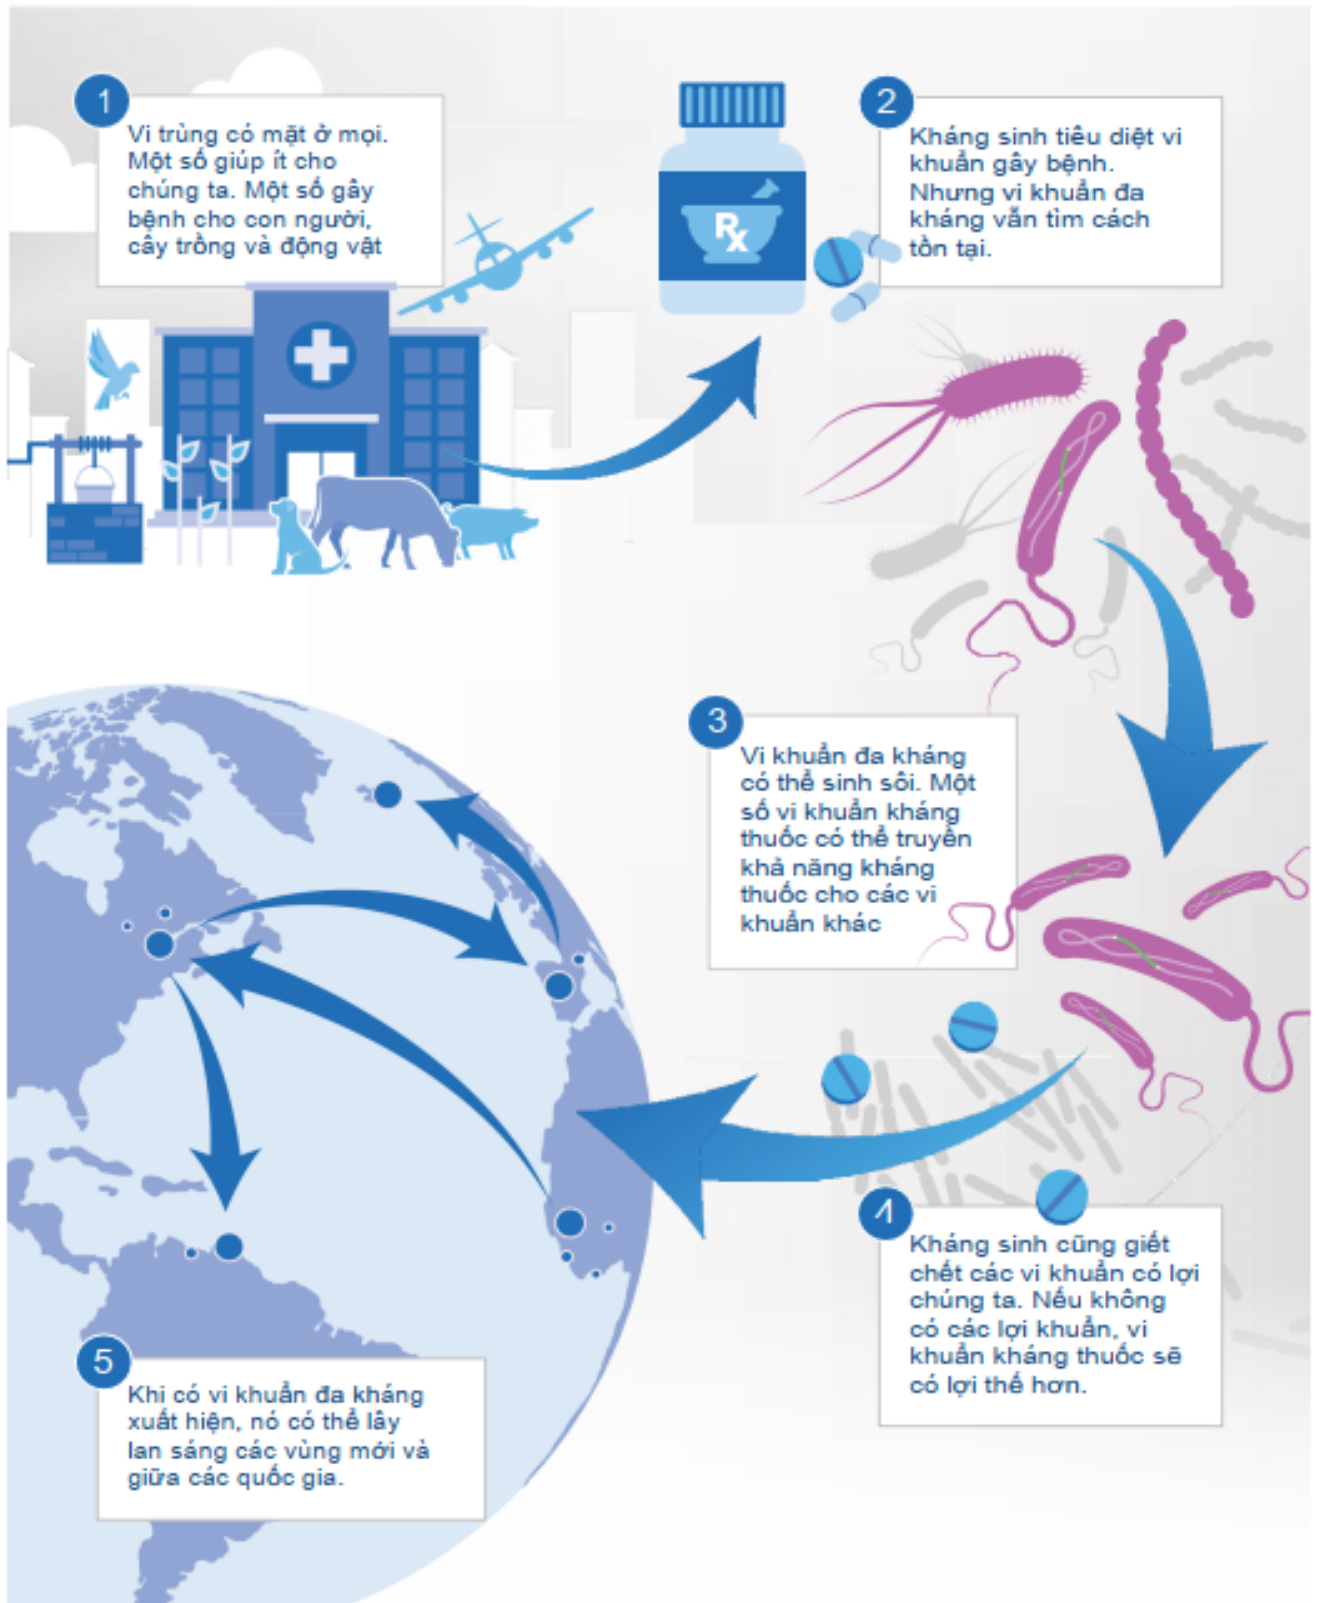 1
Vi trùng có mặt ở mọi.
Một số giúp ít cho
chúng ta. Một số gây
bệnh cho con người,
cây trồng và động vật
Rx
2
Kháng sinh tiêu diệt vi
khuẩn gây bệnh.
Nhưng vi khuẩn đa
kháng vẫn tìm cách
tồn tại.
3
Vi khuẩn đa kháng
có thể sinh sôi. Một
số vi khuẩn kháng
thuốc có thể truyền
khả năng kháng
thuốc cho các vi
khuẩn khác
4
Kháng sinh cũng giết
chết các vi khuẩn có lợi
chúng ta. Nếu không
có các lợi khuẩn, vi
khuẩn kháng thuốc sẽ
có lợi thế hơn.
5
Khi có vi khuẩn đa kháng
xuất hiện, nó có thể lây
lan sáng các vùng mới và
giữa các quốc gia.